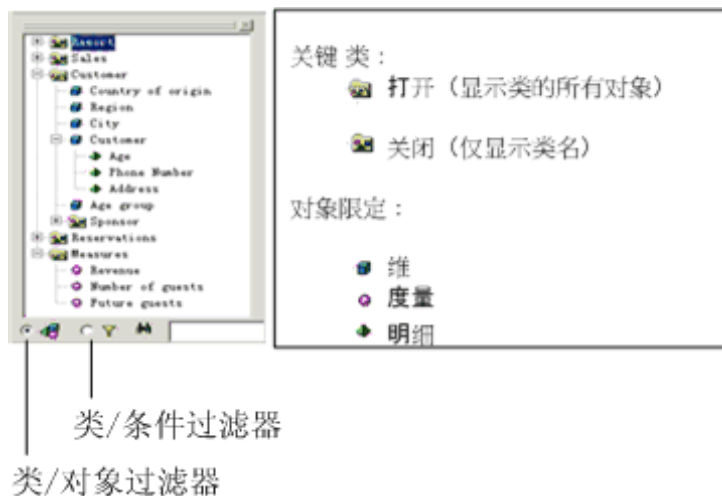 Resort
Sales
Customer
Country of origin
Region
City
Customer
Age
Phone Number
Address
Age group
Sponsor
Reservations
Measures
Revenue
Number of guests
Future guests
关键 类：
打开（显示类的所有对象）
关闭（仅显示类名）
对象限定：
维
度量
明细
类/条件过滤器
类/对象过滤器